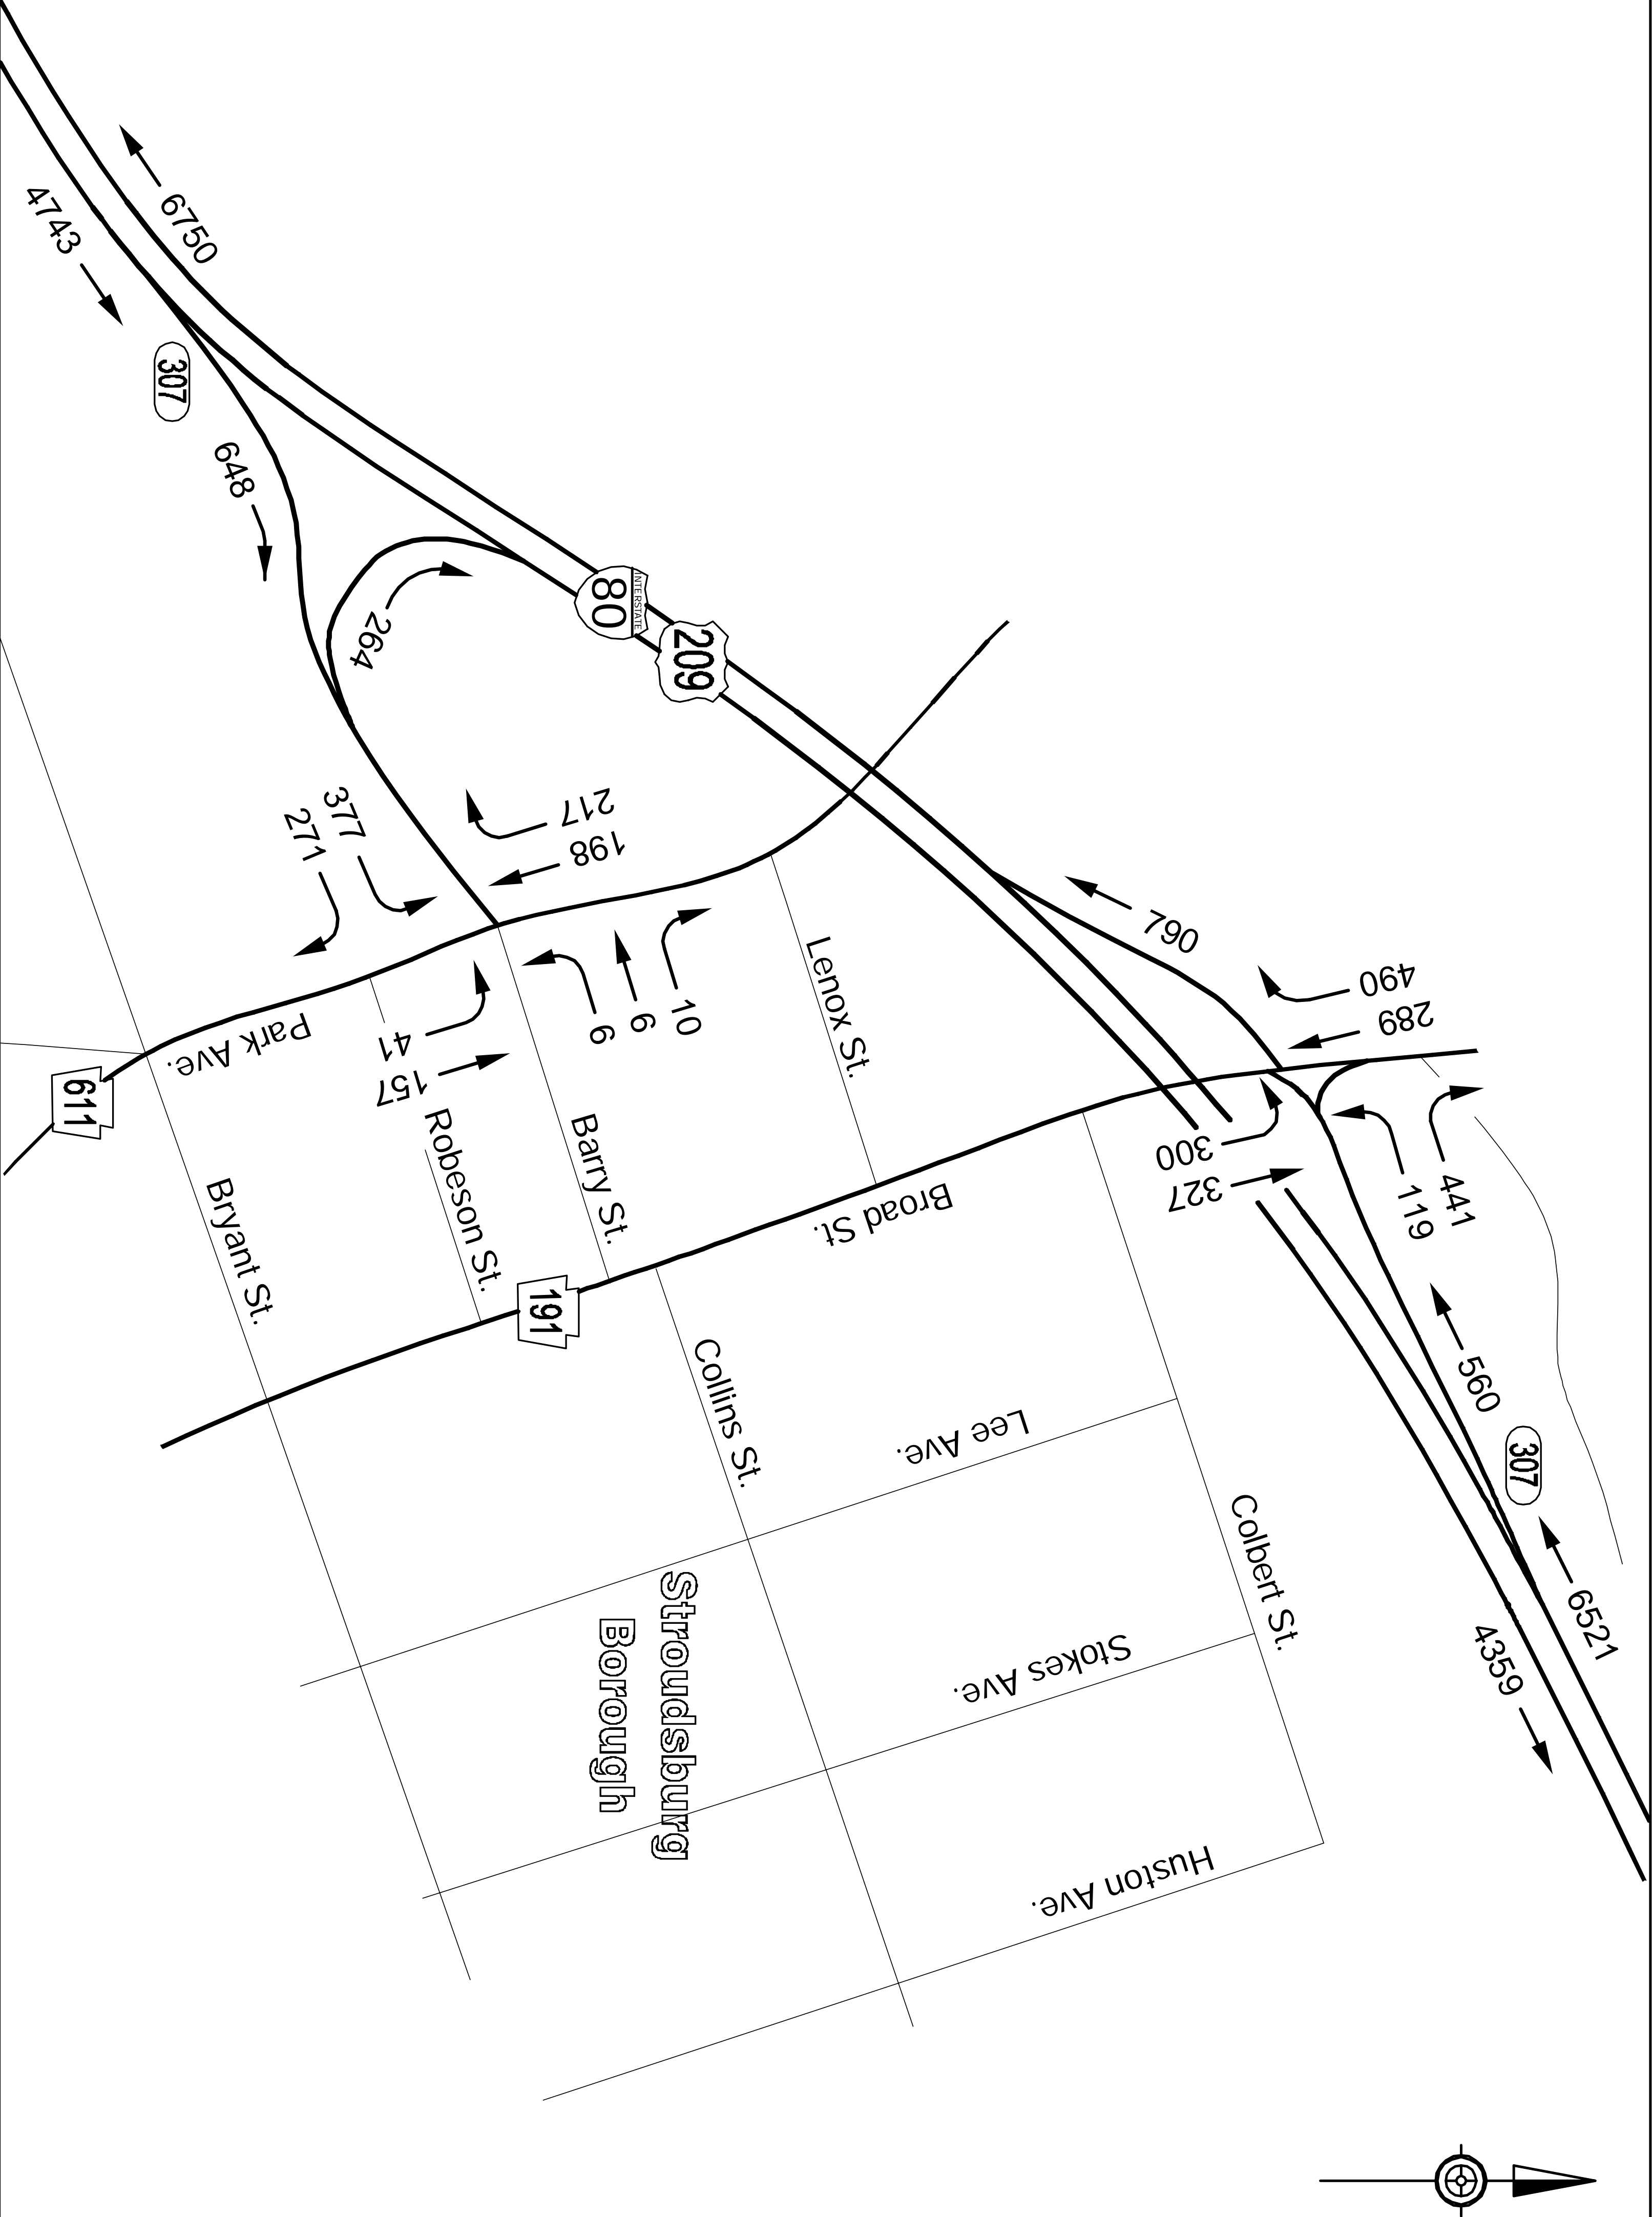 6750
4743
307
648
264
INTERSTATE
80
209
377
271
217
198
790
490
289
Lenox St.
10
6
6
Park Ave.
41
157
611
300
327
441
119
Robeson St.
Barry St.
Bryant St.
Broad St.
191
560
307
Collins St.
Lee Ave.
Colbert St.
6521
4359
Stroudsburg
Borough
Stokes Ave.
Huston Ave.